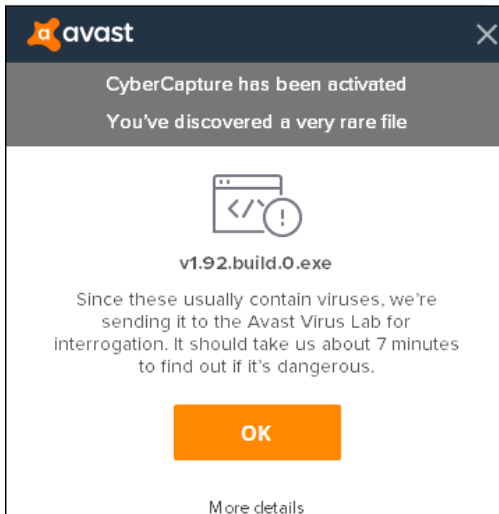 avast
CyberCapture has been activated
You've discovered a very rare file
</>
!
v1.92.build.0.exe
Since these usually contain viruses, we're
sending it to the Avast Virus Lab for
interrogation. It should take us about 7 minutes
to find out if it's dangerous.
OK
More details